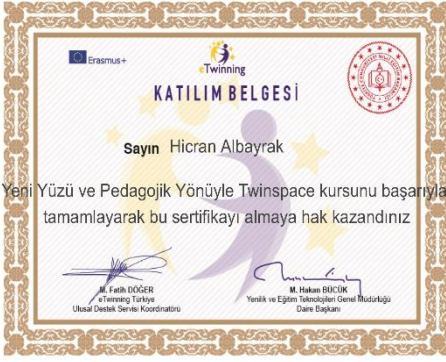 Erasmus+
eTwinning
KATILIM BELGESİ
Sayın Hicran Albayrak
Yeni Yüzü ve Pedagojik Yönüyle Twinspace kursunu başarıyla
tamamlayarak bu sertifikayı almaya hak kazandınız
M. Fatih DÖĞER
eTwinning Türkiye
Ulusal Destek Servisi Koordinatörü
M. Hakan BÜCÜK
Yenilik ve Eğitim Teknolojileri Genel Müdürlüğü
Daire Başkanı